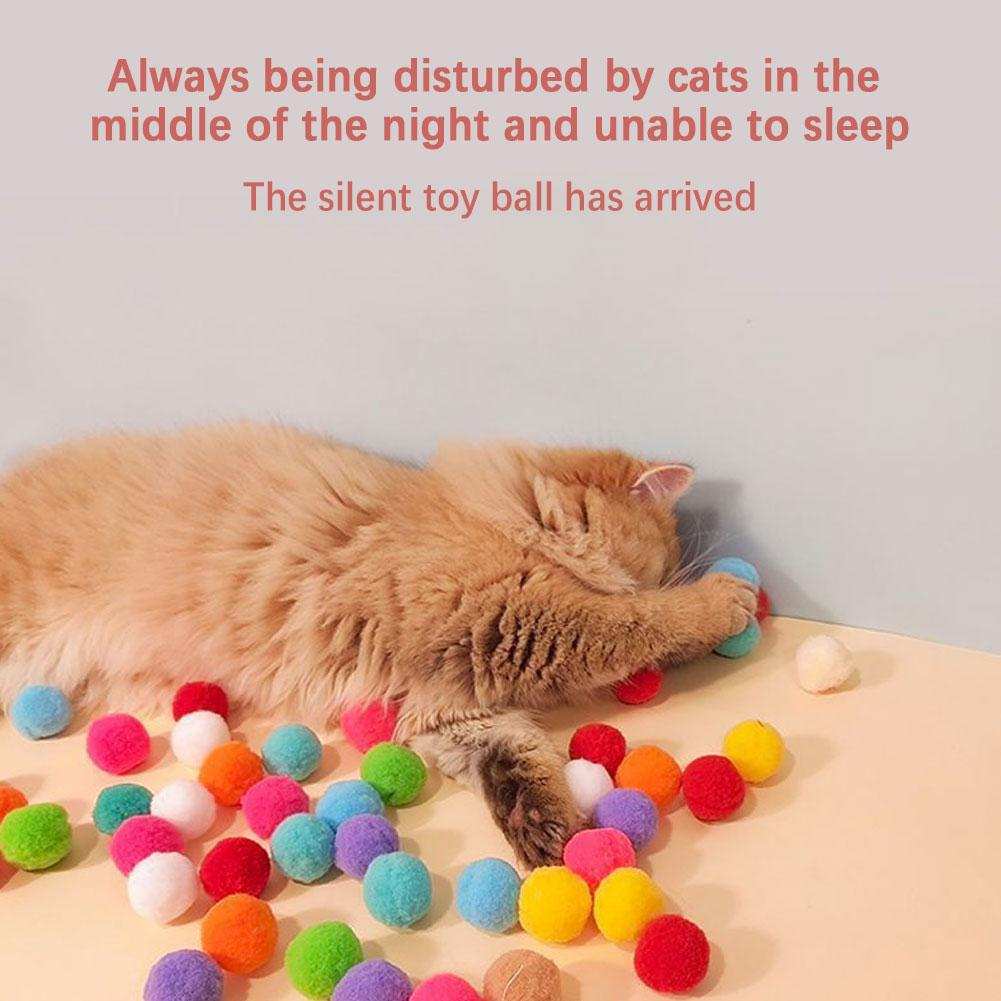 Always being disturbed by cats in the
middle of the night and unable to sleep
The silent toy ball has arrived